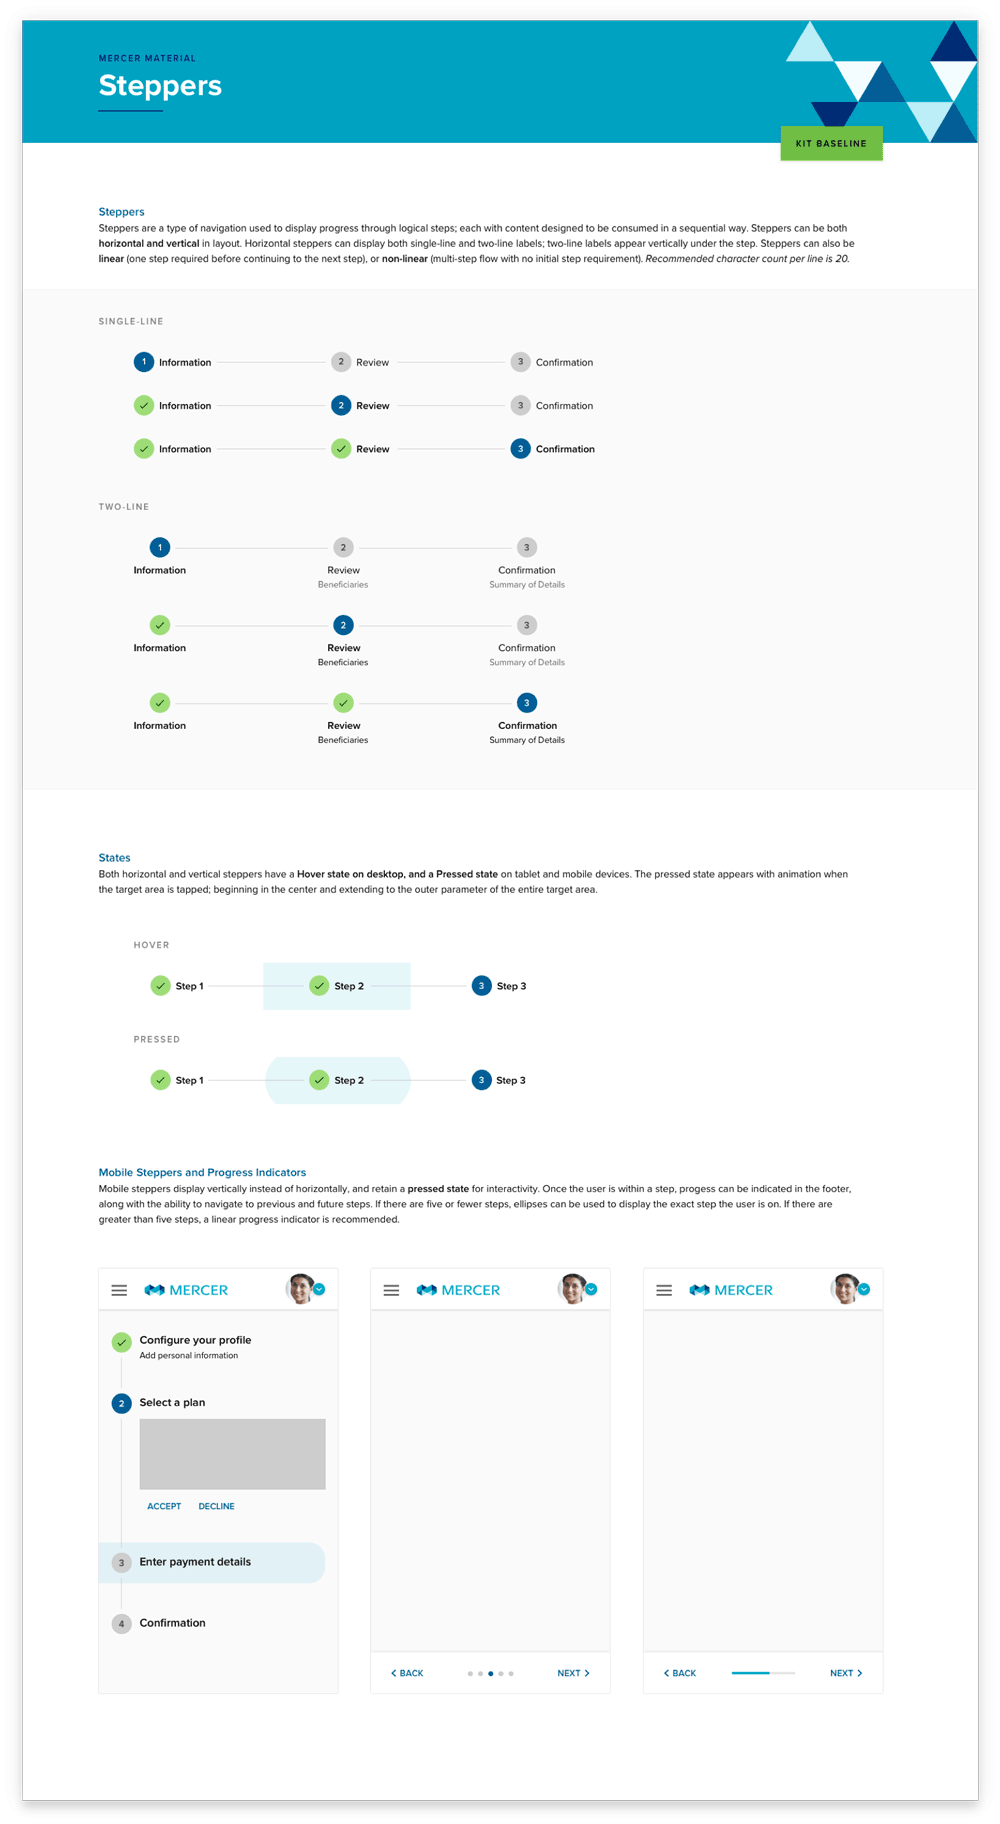 MERCER MATERIAL
Steppers
KIT BASELINE
Steppers
Steppers are a type of navigation used to display progress through logical steps; each with content designed to be consumed in a sequential way. Steppers can be both
horizontal and vertical in layout. Horizontal steppers can display both single-line and two-line labels; two-line labels appear vertically under the step. Steppers can also be
linear (one step required before continuing to the next step), or non-linear (multi-step flow with no initial step requirement). Recommended character count per line is 20.
SINGLE-LINE
1 Information 2 Review 3 Confirmation
Information 2 Review 3 Confirmation
Information Review 3 Confirmation
TWO-LINE
1 2 3
Information Review Confirmation
Beneficiaries Summary of Details
2 3
Information Review Confirmation
Beneficiaries Summary of Details
3
Information Review Confirmation
Beneficiaries Summary of Details
States
Both horizontal and vertical steppers have a Hover state on desktop, and a Pressed state on tablet and mobile devices. The pressed state appears with animation when
the target area is tapped; beginning in the center and extending to the outer parameter of the entire target area.
HOVER
Step 1 Step 2 3 Step 3
PRESSED
Step 1 Step 2 3 Step 3
Mobile Steppers and Progress Indicators
Mobile steppers display vertically instead of horizontally, and retain a pressed state for interactivity. Once the user is within a step, progess can be indicated in the footer,
along with the ability to navigate to previous and future steps. If there are five or fewer steps, ellipses can be used to display the exact step the user is on. If there are
greater than five steps, a linear progress indicator is recommended.
MERCER MERCER MERCER
Configure your profile
Add personal information
2 Select a plan
ACCEPT DECLINE
3 Enter payment details
4 Confirmation
BACK NEXT BACK NEXT